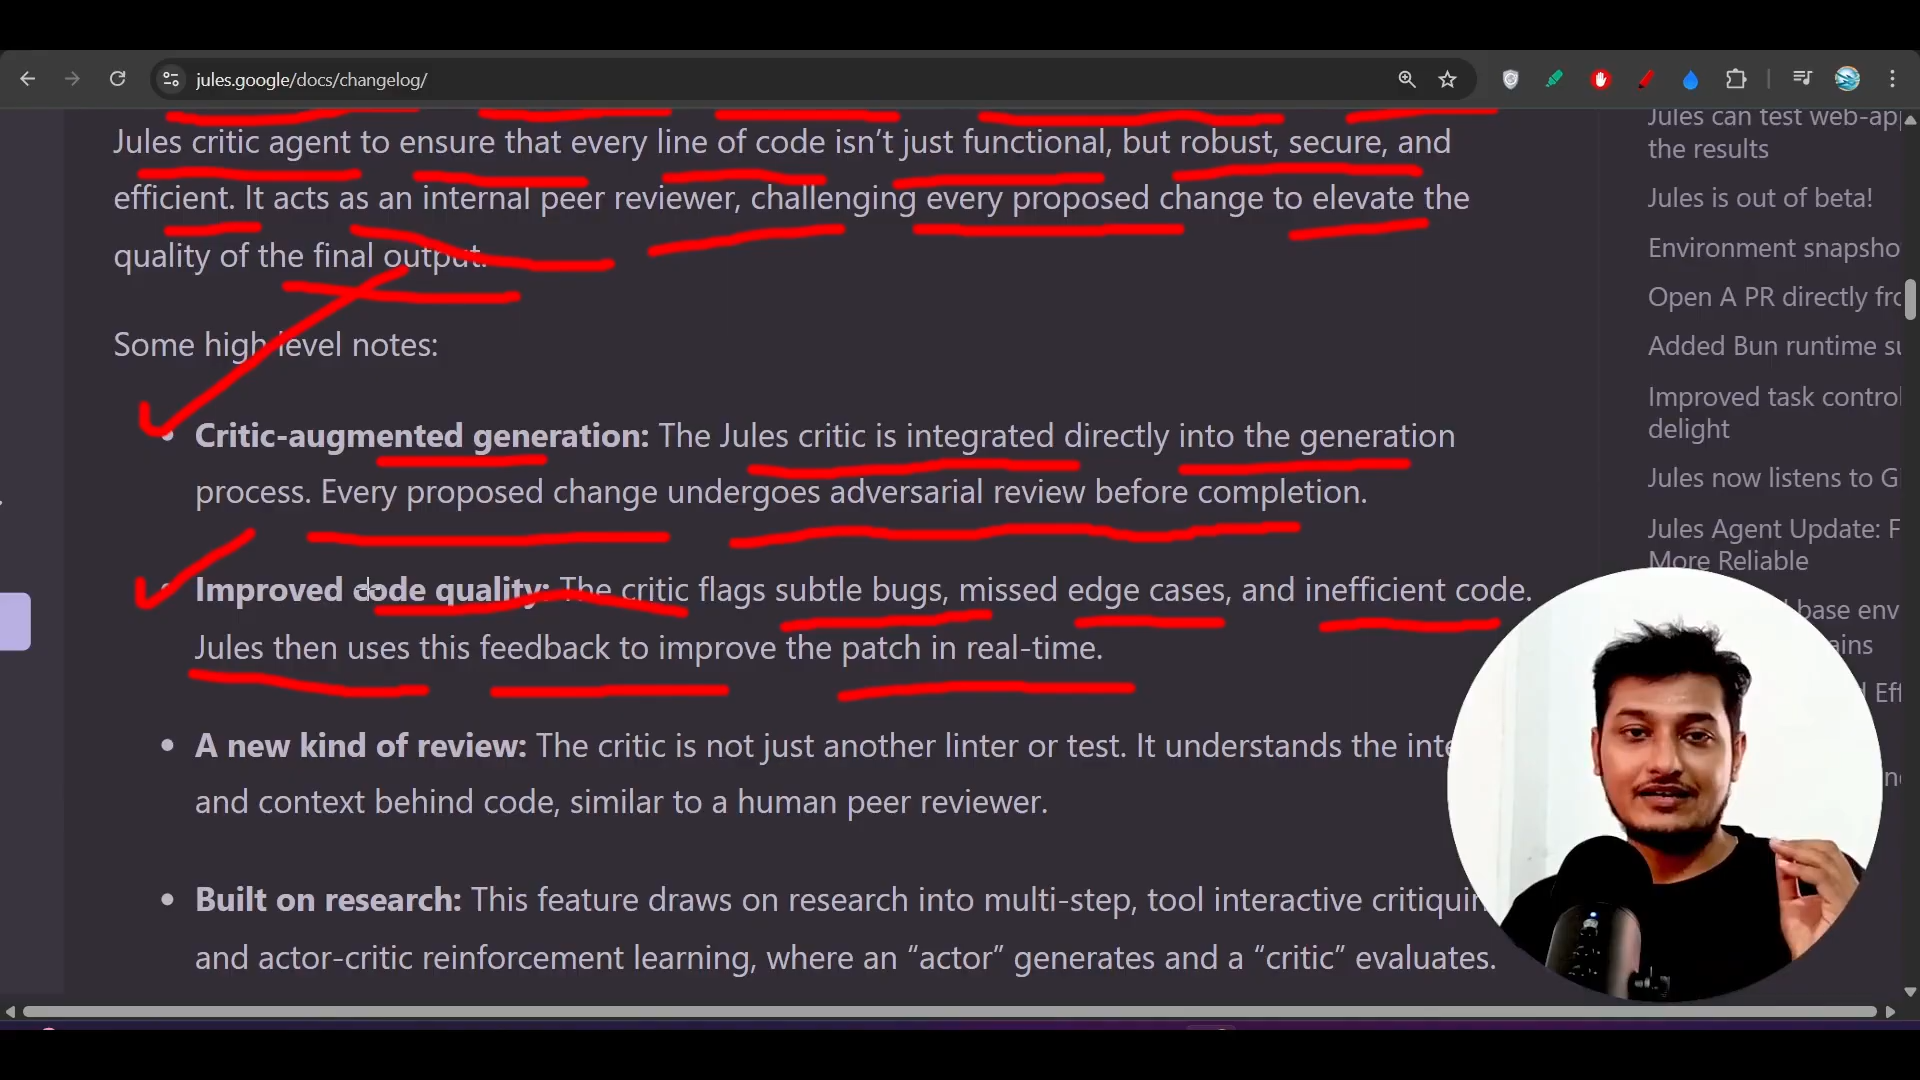 jules.google/docs/changelog/
Jules critic agent to ensure that every line of code isn’t just functional, but robust, secure, and
efficient. It acts as an internal peer reviewer, challenging every proposed change to elevate the
quality of the final output.
Some high level notes:
• Critic-augmented generation: The Jules critic is integrated directly into the generation
process. Every proposed change undergoes adversarial review before completion.
Improved code quality: The critic flags subtle bugs, missed edge cases, and inefficient code.
Jules then uses this feedback to improve the patch in real-time.
• A new kind of review: The critic is not just another linter or test. It understands the
and context behind code, similar to a human peer reviewer.
• Built on research: This feature draws on research into multi-step, tool interactive
and actor-critic reinforcement learning, where an “actor” generates and a “critic” evaluates.
Jules can test
the results
Jules is out of beta!
Environment
Open A PR directly
Added Bun runtime
Improved task
delight
Jules now listens to
Jules Agent Update:
More Reliable
base